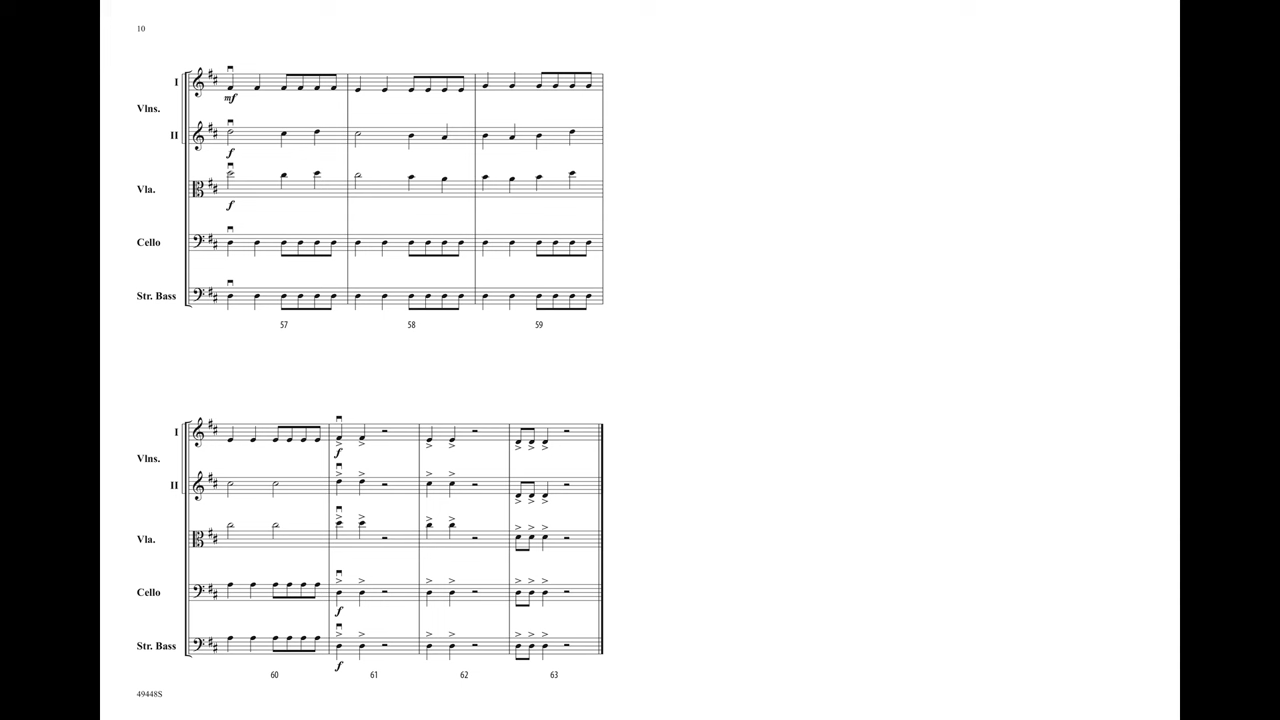 10
I
mf
Vlns.
II
f
Vla.
f
Cello
Str. Bass
57 58 59
I
f
Vlns.
II
Vla.
Cello
f
Str. Bass
f
60 61 62 63
49448S